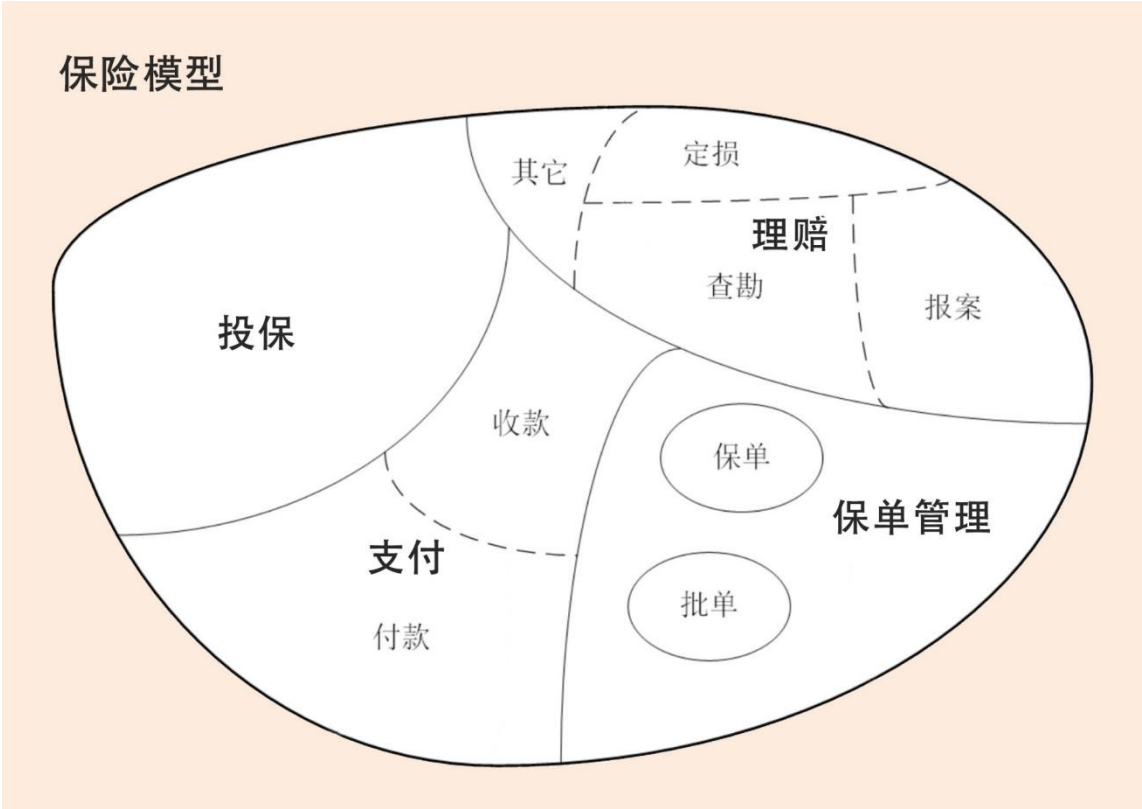 保险模型
其它
定损
理赔
查勘
报案
投保
收款
保单
保单管理
支付
批单
付款